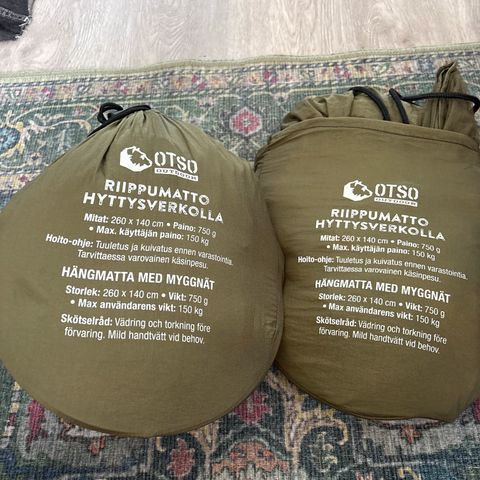 OTSO
OUTDOOR
RIIPPUMATTO
HYTTYSVERKOLLA
Mitat: 260 x 140 cm • Paino: 750 g
• Max. käyttäjän paino: 150 kg
Hoito-ohje: Tuuletus ja kuivatus ennen varastointia.
Tarvittaessa varovainen käsinpesu.
HÄNGMATTA MED MYGGNÄT
Storlek: 260 x 140 cm • Vikt: 750 g
• Max användarens vikt: 150 kg
Skötselråd: Vädring och torkning före
förvaring. Mild handtvätt vid behov.
OTSO
OUTDOOR
RIIPPUMATTO
HYTTYSVERKOLLA
Mitat: 260 x 140 cm • Paino: 750 g
• Max. käyttäjän paino: 150 kg
Hoito-ohje: Tuuletus ja kuivatus ennen varastointia.
Tarvittaessa varovainen käsinpesu.
HÄNGMATTA MED MYGGNÄT
Storlek: 260 x 140 cm • Vikt: 750 g
• Max användarens vikt: 150 kg
Skötselråd: Vädring och torkning före
förvaring. Mild handtvätt vid behov.